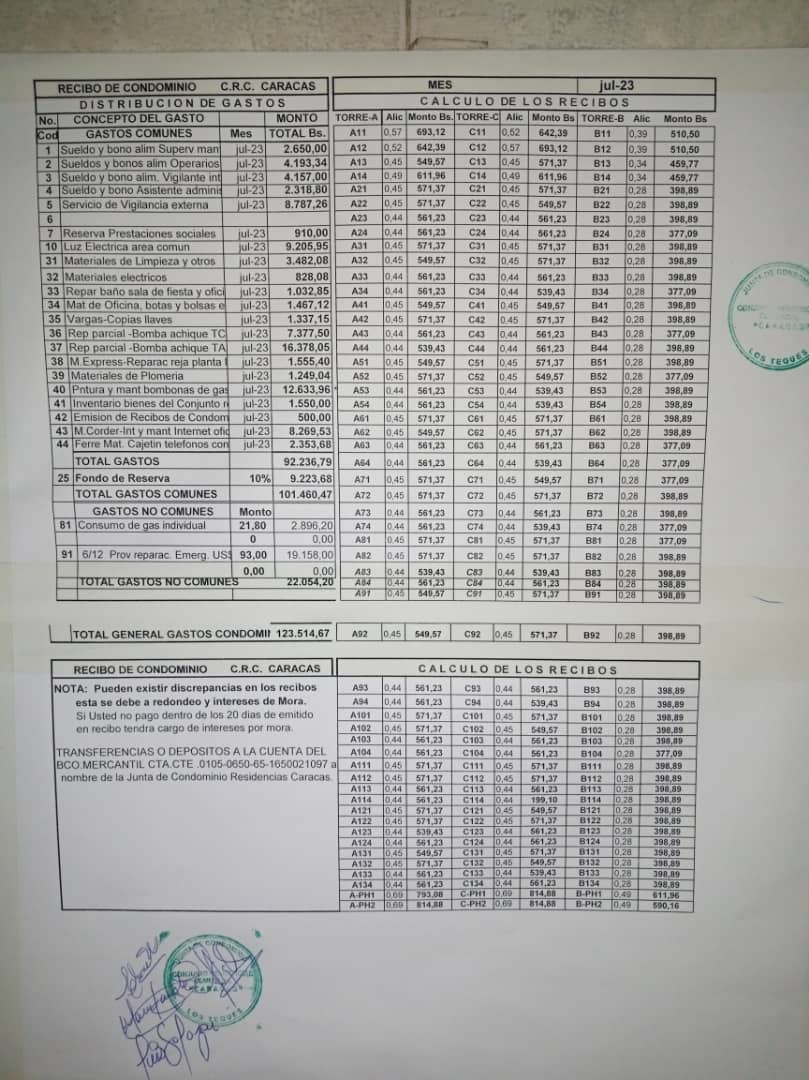 RECIBO DE CONDOMINIO C.R.C. CARACAS MES jul-23
DISTRIBUCION DE GASTOS CALCULO DE LOS RECIBOS
No. CONCEPTO DEL GASTO MONTO TORRE-A Alic Monto Bs. TORRE-C Alic Monto Bs TORRE-B Alic Monto Bs
Cod GASTOS COMUNES Mes TOTAL Bs. A11 0,57 693,12 C11 0,52 642,39 B11 0,39 510,50
1 Sueldo y bono alim Superv man jul-23 2.650,00 A12 0,52 642,39 C12 0,57 693,12 B12 0,39 510,50
2 Sueldos y bonos alim Operarios jul-23 4.193,34 A13 0,45 549,57 C13 0,45 571,37 B13 0,34 459,77
3 Sueldo y bono alim. Vigilante int jul-23 4.157,00 A14 0,49 611,96 C14 0,49 611,96 B14 0,34 459,77
4 Sueldo y bono Asistente adminis jul-23 2.318,80 A21 0,45 571,37 C21 0,45 571,37 B21 0,28 398,89
5 Servicio de Vigilancia externa jul-23 8.787,26 A22 0,45 571,37 C22 0,45 549,57 B22 0,28 398,89
6 A23 0,44 561,23 C23 0,44 561,23 B23 0,28 398,89
7 Reserva Prestaciones sociales jul-23 910,00 A24 0,44 561,23 C24 0,44 561,23 B24 0,28 377,09
10 Luz Electrica area comun jul-23 9.205,95 A31 0,45 571,37 C31 0,45 571,37 B31 0,28 398,89
31 Materiales de Limpieza y otros jul-23 3.482,08 A32 0,45 549,57 C32 0,45 571,37 B32 0,28 398,89
32 Materiales electricos jul-23 828,08 A33 0,44 561,23 C33 0,44 561,23 B33 0,28 398,89
33 Repar baño sala de fiesta y ofici jul-23 1.032,85 A34 0,44 561,23 C34 0,44 539,43 B34 0,28 377,09
34 Mat de Oficina, botas y bolsas e jul-23 1.467,12 A41 0,45 571,37 C41 0,45 549,57 B41 0,28 398,89
35 Vargas-Copias llaves jul-23 1.337,15 A42 0,45 571,37 C42 0,45 571,37 B42 0,28 398,89
36 Rep parcial -Bomba achique TC jul-23 7.377,50 A43 0,44 561,23 C43 0,44 561,23 B43 0,28 377,09
37 Rep parcial -Bomba achique TA jul-23 16.378,05 A44 0,44 539,43 C44 0,44 561,23 B44 0,28 398,89
38 M.Express-Reparac reja planta jul-23 1.555,40 A51 0,45 549,57 C51 0,45 571,37 B51 0,28 398,89
39 Materiales de Plomeria jul-23 1.249,04 A52 0,45 571,37 C52 0,45 549,57 B52 0,28 377,09
40 Pntura y mant bombonas de gas jul-23 12.633,96 A53 0,44 561,23 C53 0,44 539,43 B53 0,28 398,89
41 Inventario bienes del Conjunto r jul-23 1.550,00 A54 0,44 561,23 C54 0,44 539,43 B54 0,28 398,89
42 Emision de Recibos de Condom jul-23 500,00 A61 0,45 571,37 C61 0,45 571,37 B61 0,28 398,89
43 M.Corder-Int y mant Internet ofic jul-23 8.269,53 A62 0,45 549,57 C62 0,45 571,37 B62 0,28 398,89
44 Ferre Mat. Cajetin telefonos con jul-23 2.353,68 A63 0,44 561,23 C63 0,44 561,23 B63 0,28 377,09
TOTAL GASTOS 92.236,79 A64 0,44 561,23 C64 0,44 539,43 B64 0,28 377,09
25 Fondo de Reserva 10% 9.223,68 A71 0,45 571,37 C71 0,45 549,57 B71 0,28 377,09
TOTAL GASTOS COMUNES 101.460,47 A72 0,45 571,37 C72 0,45 571,37 B72 0,28 398,89
GASTOS NO COMUNES Monto A73 0,44 561,23 C73 0,44 561,23 B73 0,28 398,89
81 Consumo de gas individual 21,80 2.896,20 A74 0,44 561,23 C74 0,44 539,43 B74 0,28 377,09
0 0,00 A81 0,45 571,37 C81 0,45 571,37 B81 0,28 377,09
91 6/12 Prov reparac. Emerg. US$ 93,00 19.158,00 A82 0,45 571,37 C82 0,45 571,37 B82 0,28 398,89
0,00 0,00 A83 0,44 539,43 C83 0,44 539,43 B83 0,28 398,89
TOTAL GASTOS NO COMUNES 22.054,20 A84 0,44 561,23 C84 0,44 561,23 B84 0,28 398,89
A91 0,45 549,57 C91 0,45 571,37 B91 0,28 398,89
TOTAL GENERAL GASTOS CONDOMII 123.514,67 A92 0,45 549,57 C92 0,45 571,37 B92 0,28 398,89
RECIBO DE CONDOMINIO C.R.C. CARACAS CALCULO DE LOS RECIBOS
NOTA: Pueden existir discrepancias en los recibos
esta se debe a redondeo y intereses de Mora.
Si Usted no pago dentro de los 20 dias de emitido
en recibo tendra cargo de intereses por mora.
TRANSFERENCIAS O DEPOSITOS A LA CUENTA DEL
BCO.MERCANTIL CTA.CTE .0105-0650-65-1650021097 a
nombre de la Junta de Condominio Residencias Caracas.
A93 0,44 561,23 C93 0,44 561,23 B93 0,28 398,89
A94 0,44 561,23 C94 0,44 539,43 B94 0,28 398,89
A101 0,45 571,37 C101 0,45 571,37 B101 0,28 398,89
A102 0,45 571,37 C102 0,45 549,57 B102 0,28 398,89
A103 0,44 561,23 C103 0,44 561,23 B103 0,28 398,89
A104 0,44 561,23 C104 0,44 561,23 B104 0,28 377,09
A111 0,45 571,37 C111 0,45 571,37 B111 0,28 398,89
A112 0,45 571,37 C112 0,45 571,37 B112 0,28 398,89
A113 0,44 561,23 C113 0,44 561,23 B113 0,28 398,89
A114 0,44 561,23 C114 0,44 199,10 B114 0,28 398,89
A121 0,45 571,37 C121 0,45 549,57 B121 0,28 398,89
A122 0,45 571,37 C122 0,45 571,37 B122 0,28 398,89
A123 0,44 539,43 C123 0,44 561,23 B123 0,28 398,89
A124 0,44 561,23 C124 0,44 561,23 B124 0,28 398,89
A131 0,45 549,57 C131 0,45 571,37 B131 0,28 398,89
A132 0,45 571,37 C132 0,45 549,57 B132 0,28 398,89
A133 0,44 561,23 C133 0,44 539,43 B133 0,28 398,89
A134 0,44 561,23 C134 0,44 561,23 B134 0,28 398,89
A-PH1 0,69 793,08 C-PH1 0,69 814,88 B-PH1 0,49 611,96
A-PH2 0,69 814,88 C-PH2 0,69 814,88 B-PH2 0,49 590,16
JUNTA DE CONDOMI
CARACAS
LOS TEQUES
CARACAS
LOS TEQUES